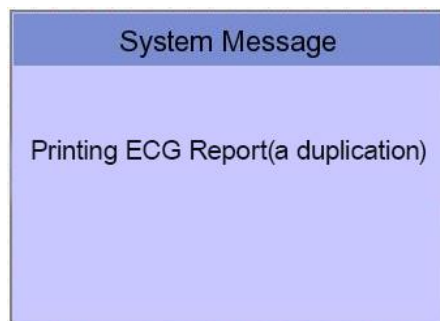 System Message
Printing ECG Report(a duplication)